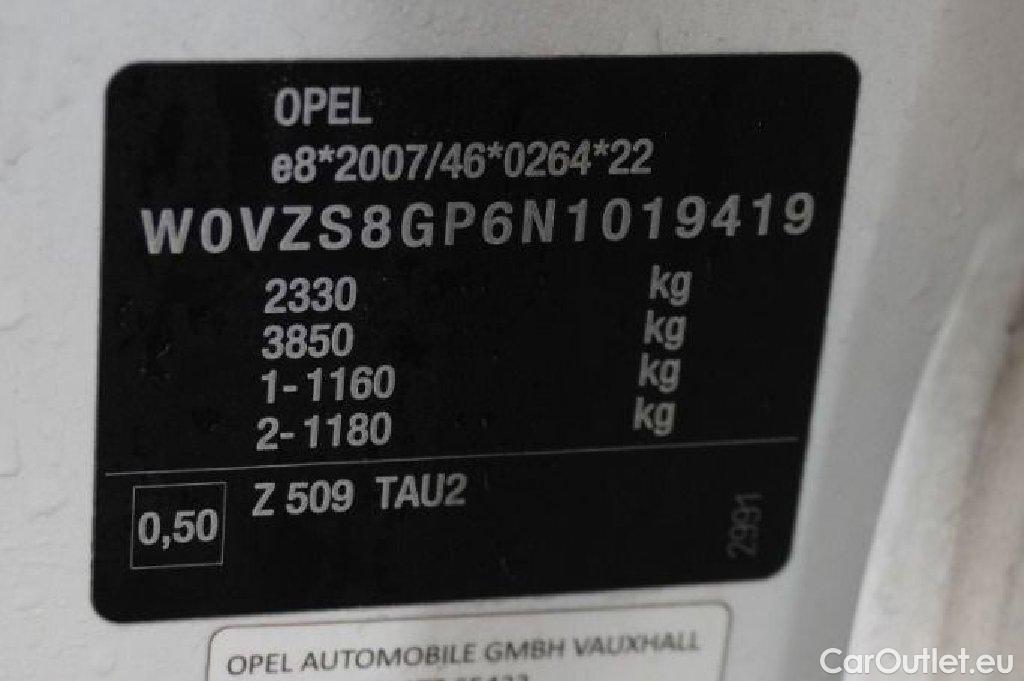 OPEL
e8*2007/46*0264*22
W0VZS8GP6N1019419
2330 kg
3850 kg
1-1160 kg
2-1180 kg
0,50 Z 509 TAU2
2991
OPEL AUTOMOBILE GMBH VAUXHALL
CarOutlet.eu